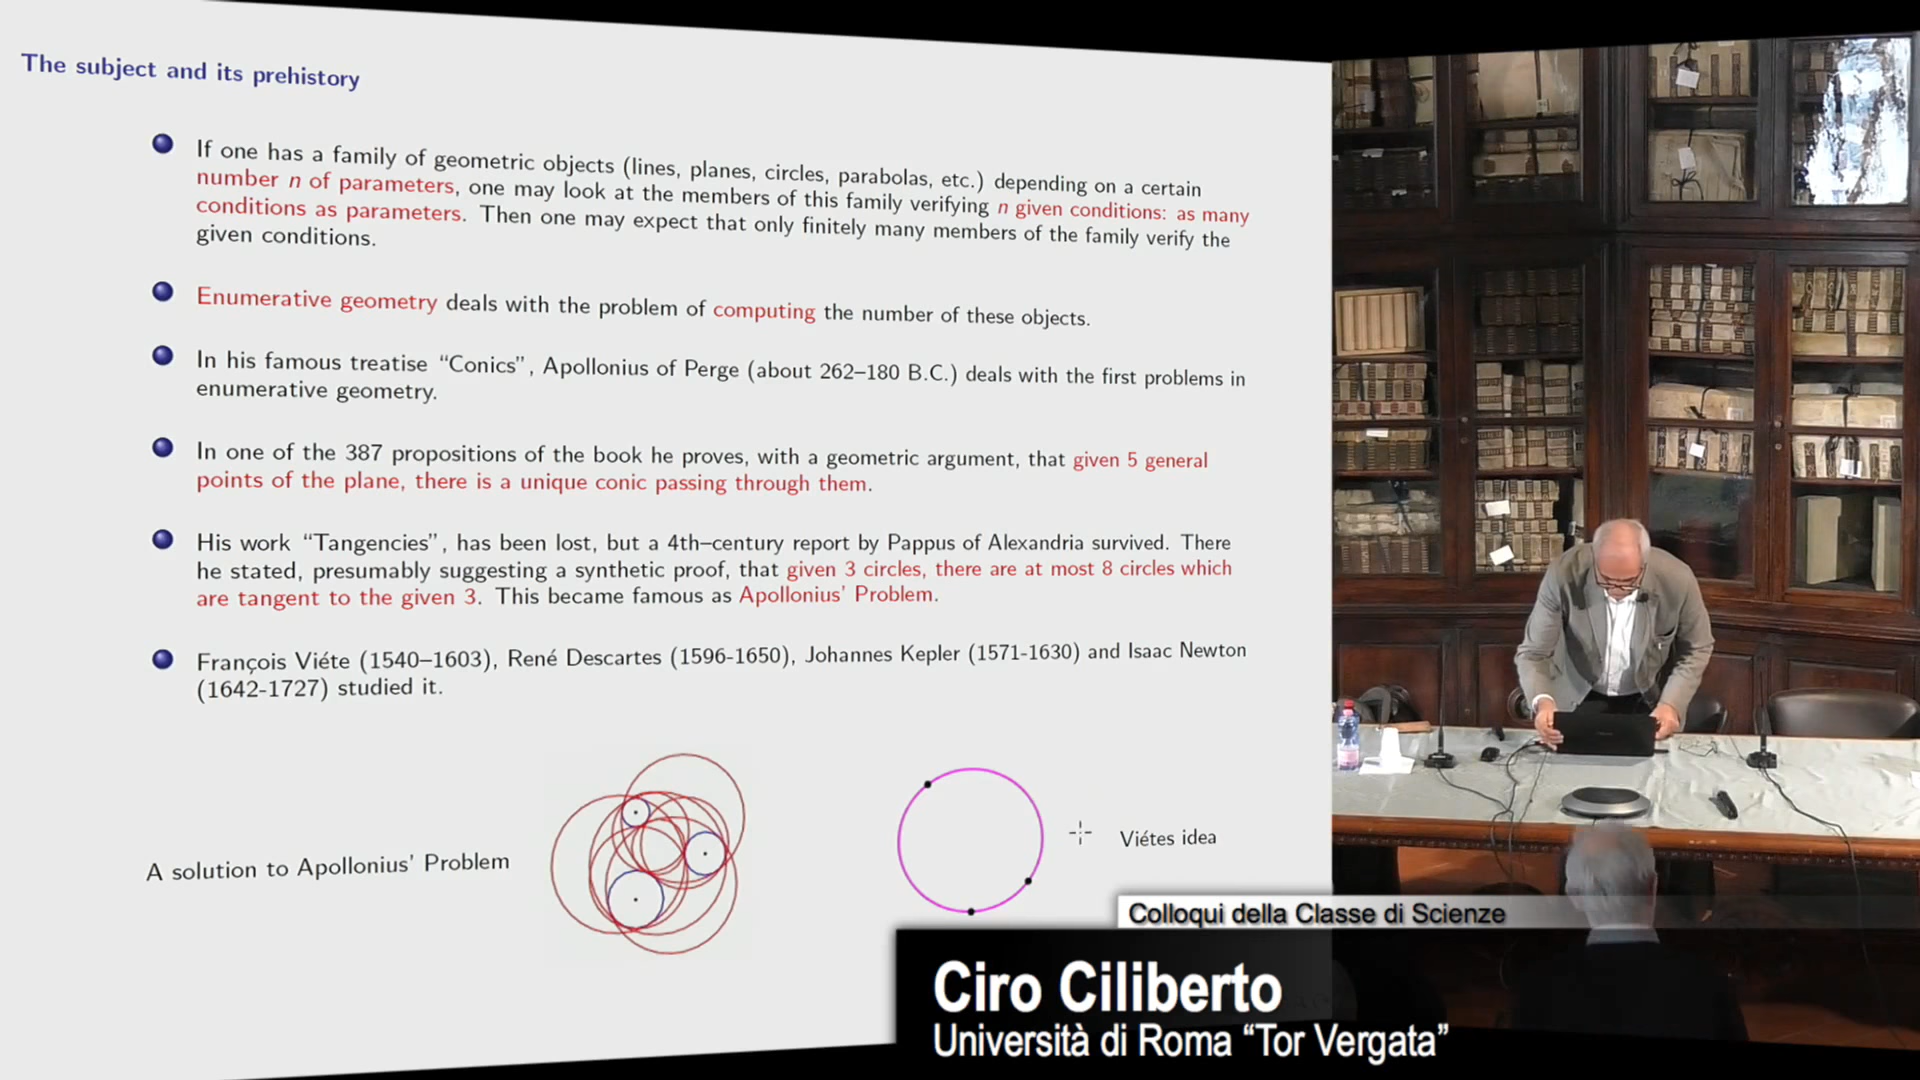 The subject and its prehistory
If one has a family of geometric objects (lines, planes, circles, parabolas, etc.) depending on a certain
number n of parameters, one may look at the members of this family verifying n given conditions: as many
conditions as parameters. Then one may expect that only finitely many members of the family verify the
given conditions.
Enumerative geometry deals with the problem of computing the number of these objects.
In his famous treatise “Conics”, Apollonius of Perge (about 262–180 B.C.) deals with the first problems in
enumerative geometry.
In one of the 387 propositions of the book he proves, with a geometric argument, that given 5 general
points of the plane, there is a unique conic passing through them.
His work “Tangencies”, has been lost, but a 4th–century report by Pappus of Alexandria survived. There
he stated, presumably suggesting a synthetic proof, that given 3 circles, there are at most 8 circles which
are tangent to the given 3. This became famous as Apollonius’ Problem.
François Viéte (1540–1603), René Descartes (1596-1650), Johannes Kepler (1571-1630) and Isaac Newton
(1642-1727) studied it.
A solution to Apollonius’ Problem
Viétes idea
Colloqui della Classe di Scienze
Ciro Ciliberto
Università di Roma “Tor Vergata”